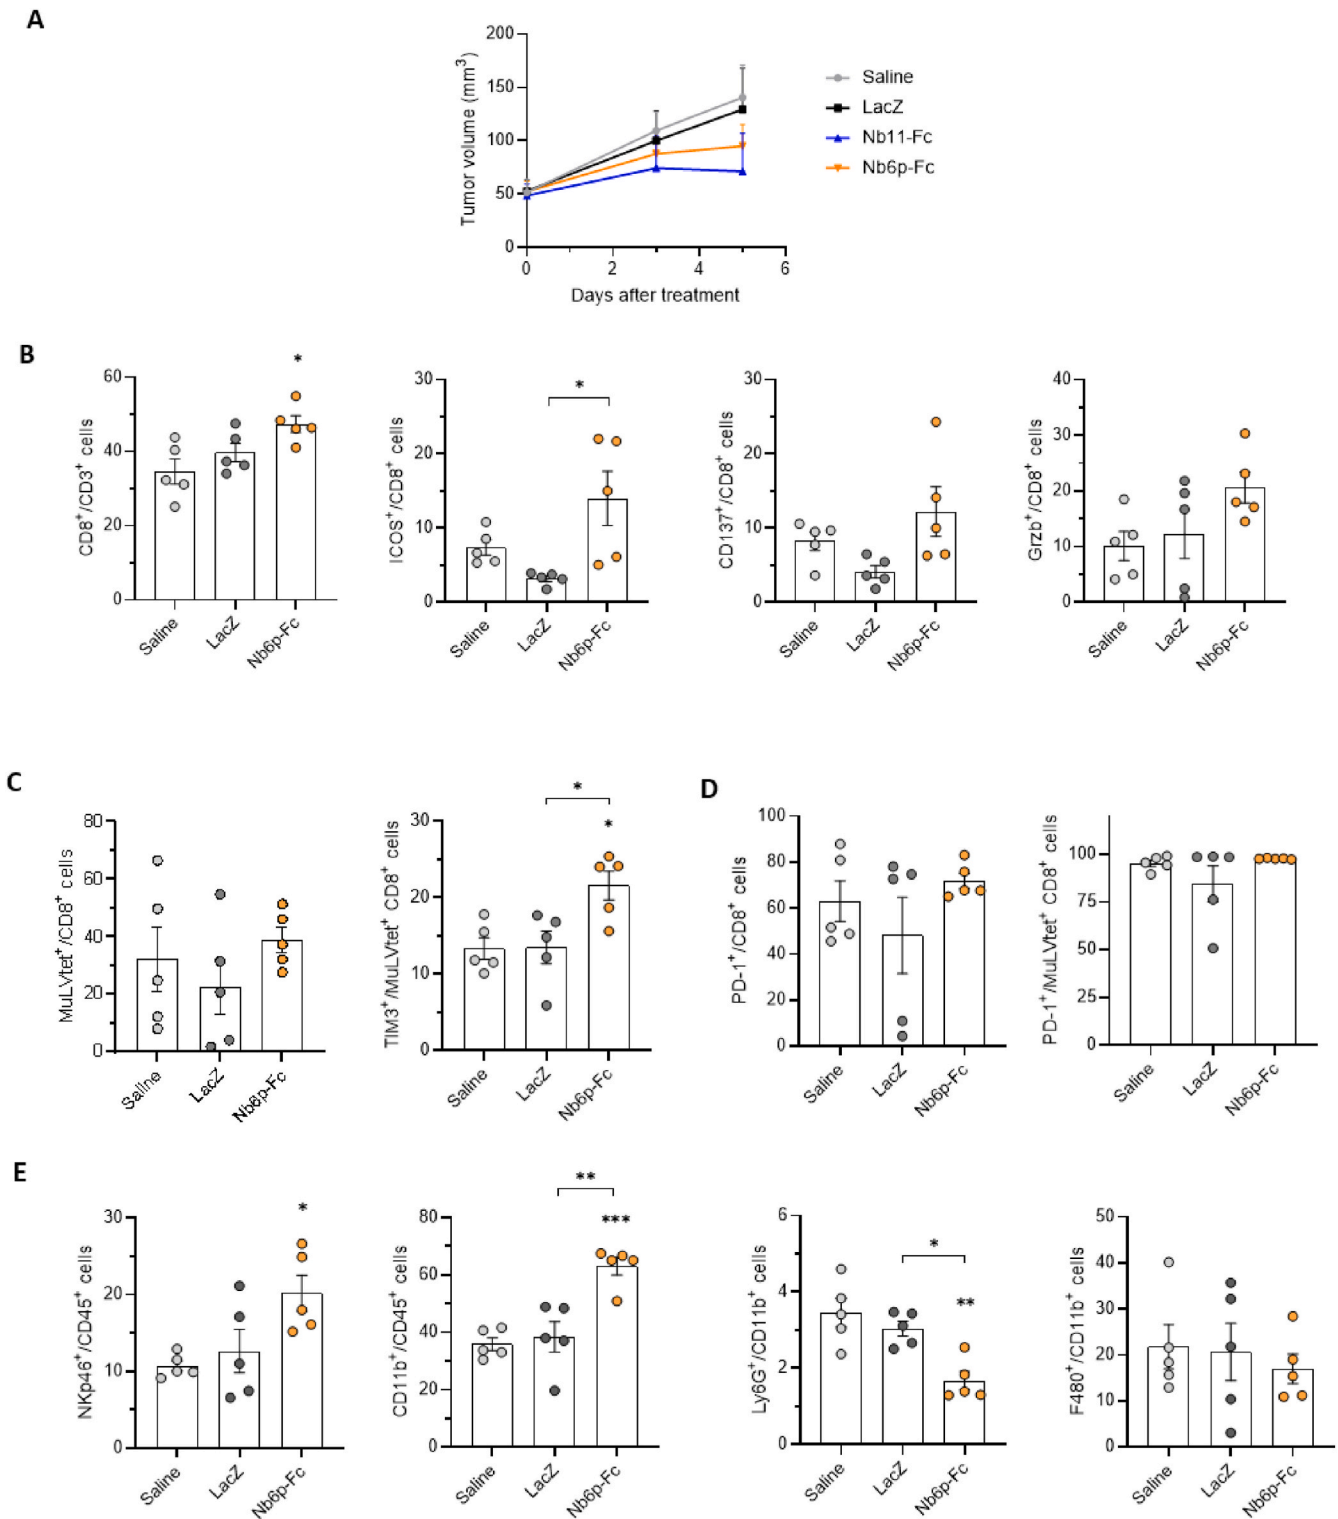 A
Tumor volume (mm³)
200
150
100
50
0
0 2 4 6
Days after treatment
Saline
LacZ
Nb11-Fc
Nb6p-Fc
B
CD8⁺/CD3⁺ cells
60
40
20
0
*
Saline LacZ Nb6p-Fc
ICOS⁺/CD8⁺ cells
30
20
10
0
*
Saline LacZ Nb6p-Fc
CD137⁺/CD8⁺ cells
30
20
10
0
Saline LacZ Nb6p-Fc
Grzb⁺/CD8⁺ cells
40
30
20
10
0
Saline LacZ Nb6p-Fc
C
MuLVtet⁺/CD8⁺ cells
80
60
40
20
0
Saline LacZ Nb6p-Fc
TIM3⁺/MuLVtet⁺ CD8⁺ cells
30
20
10
0
*
*
Saline LacZ Nb6p-Fc
D
PD-1⁺/CD8⁺ cells
100
80
60
40
20
0
Saline LacZ Nb6p-Fc
PD-1⁺/MuLVtet⁺ CD8⁺ cells
100
75
50
25
0
Saline LacZ Nb6p-Fc
E
NKp46⁺/CD45⁺ cells
30
20
10
0
*
Saline LacZ Nb6p-Fc
CD11b⁺/CD45⁺ cells
80
60
40
20
0
**
***
Saline LacZ Nb6p-Fc
Ly6G⁺/CD11b⁺ cells
6
4
2
0
*
**
Saline LacZ Nb6p-Fc
F480⁺/CD11b⁺ cells
50
40
30
20
10
0
Saline LacZ Nb6p-Fc